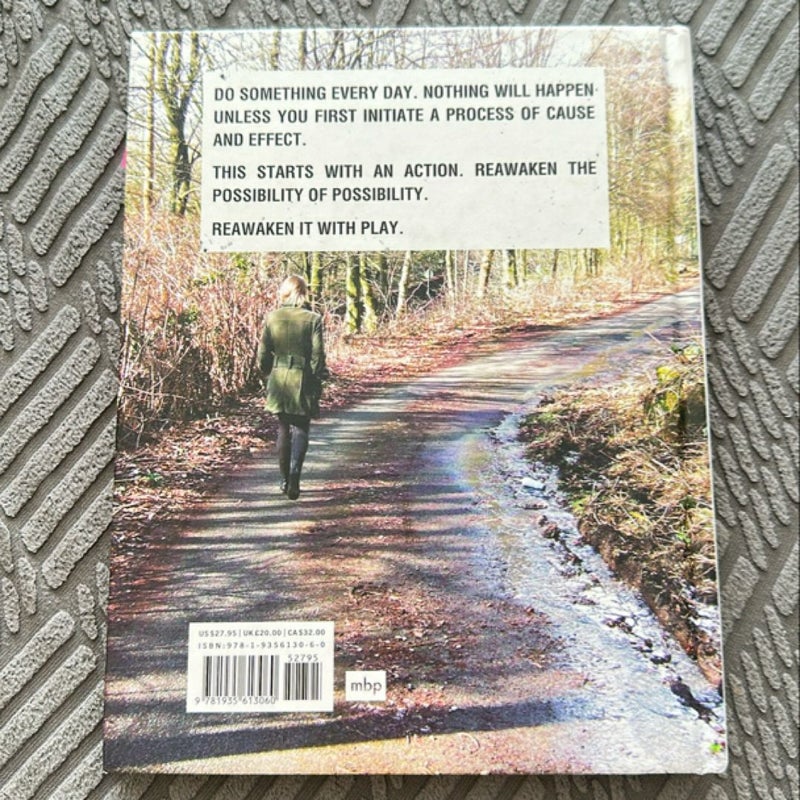 DO SOMETHING EVERY DAY. NOTHING WILL HAPPEN
UNLESS YOU FIRST INITIATE A PROCESS OF CAUSE
AND EFFECT.
THIS STARTS WITH AN ACTION. REAWAKEN THE
POSSIBILITY OF POSSIBILITY.
REAWAKEN IT WITH PLAY.
US$27.95 | UK£20.00 | CA$32.00
ISBN:978-1-9356130-6-0
52795
9 781935 613060
mbp